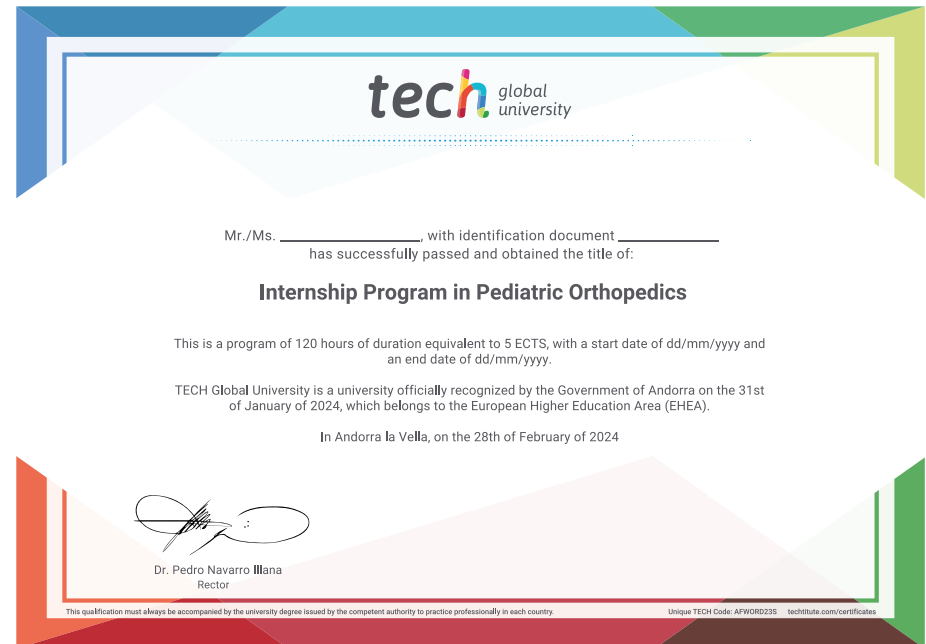 tech global university
Mr./Ms. ____________, with identification document ____________
has successfully passed and obtained the title of:
Internship Program in Pediatric Orthopedics
This is a program of 120 hours of duration equivalent to 5 ECTS, with a start date of dd/mm/yyyy and
an end date of dd/mm/yyyy.
TECH Global University is a university officially recognized by the Government of Andorra on the 31st
of January of 2024, which belongs to the European Higher Education Area (EHEA).
In Andorra la Vella, on the 28th of February of 2024
Dr. Pedro Navarro Illana
Rector
This qualification must always be accompanied by the university degree issued by the competent authority to practice professionally in each country.
Unique TECH Code: AFWORD23S techtitute.com/certificates